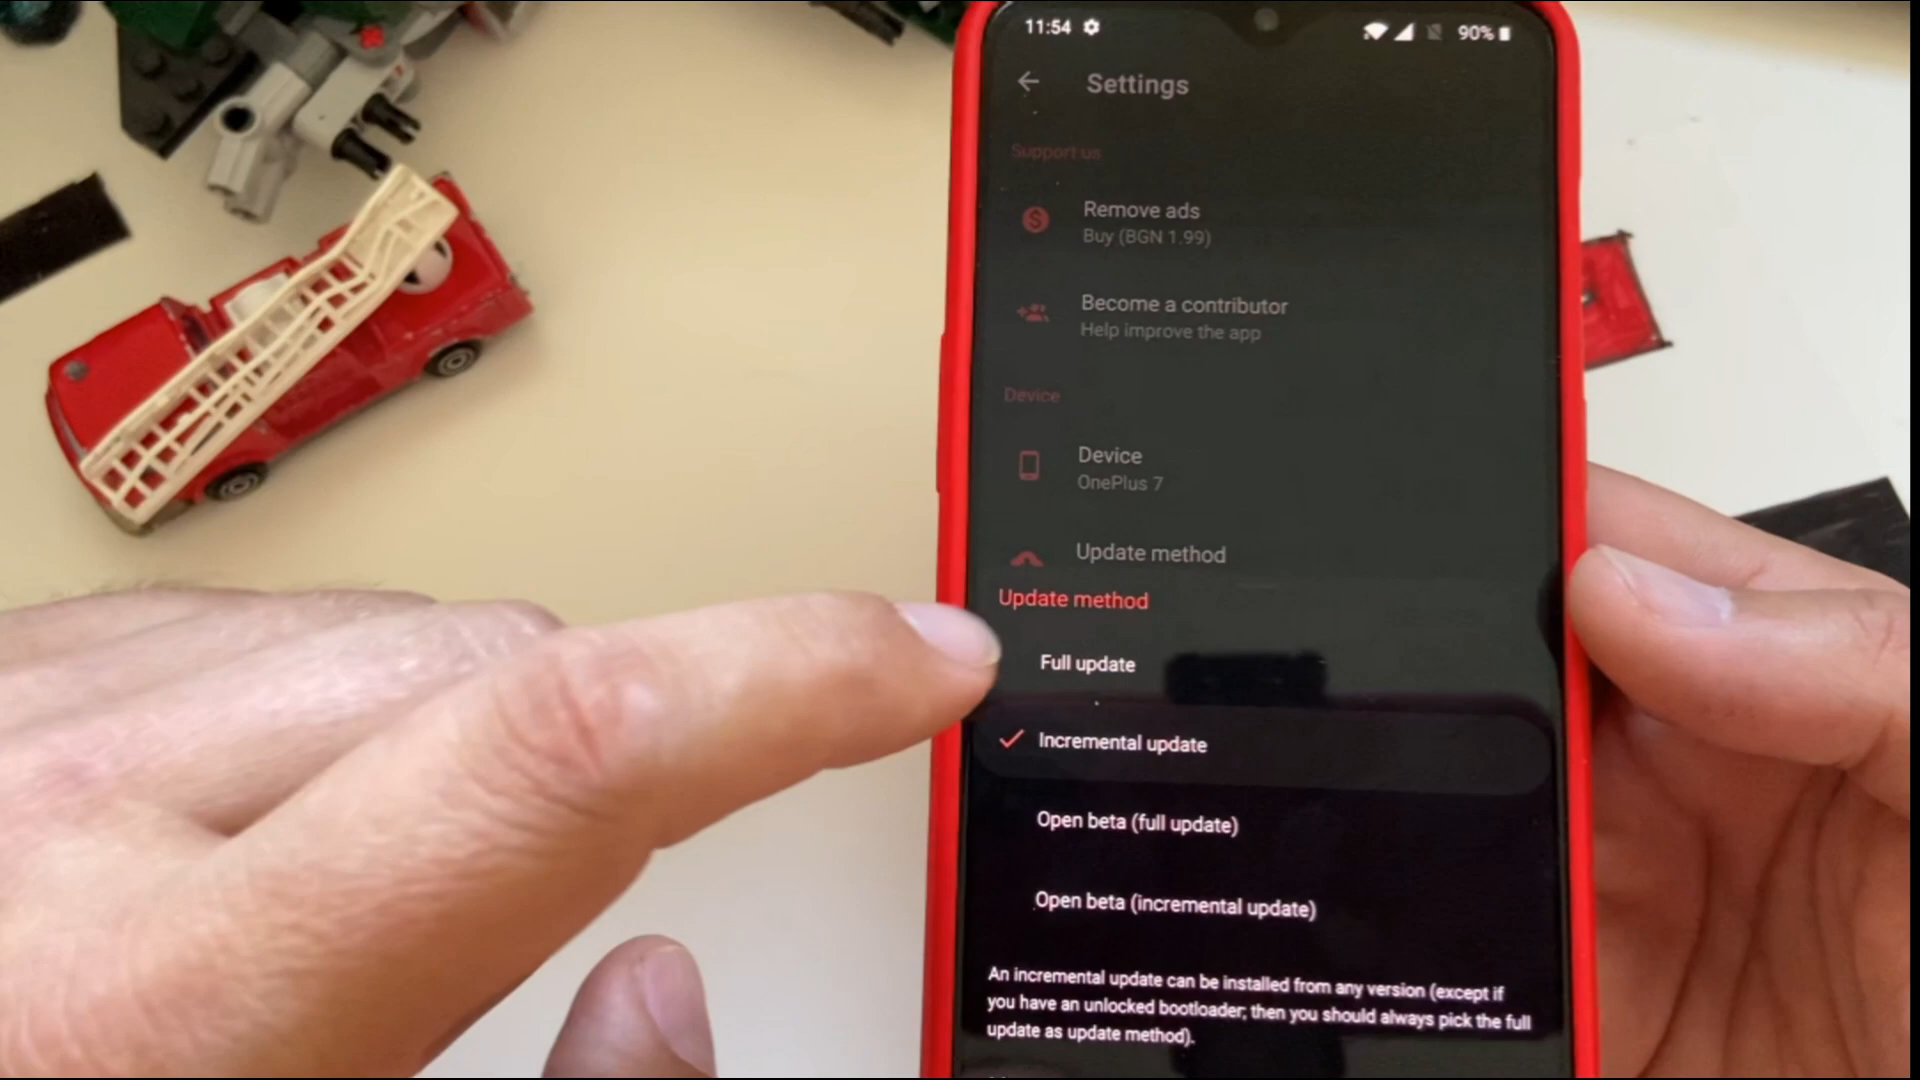 11:54
90%
Settings
Support us
Remove ads
Buy (BGN 1.99)
Become a contributor
Help improve the app
Device
Device
OnePlus 7
Update method
Update method
Full update
Incremental update
Open beta (full update)
Open beta (incremental update)
An incremental update can be installed from any version (except if
you have an unlocked bootloader; then you should always pick the full
update as update method).